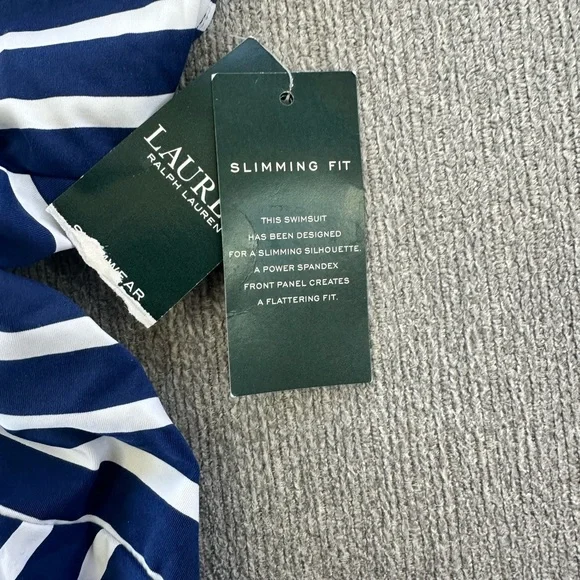 LAURE
RALPH LAUREN
SLIMMING FIT
THIS SWIMSUIT
HAS BEEN DESIGNED
FOR A SLIMMING SILHOUETTE.
A POWER SPANDEX
FRONT PANEL CREATES
A FLATTERING FIT.